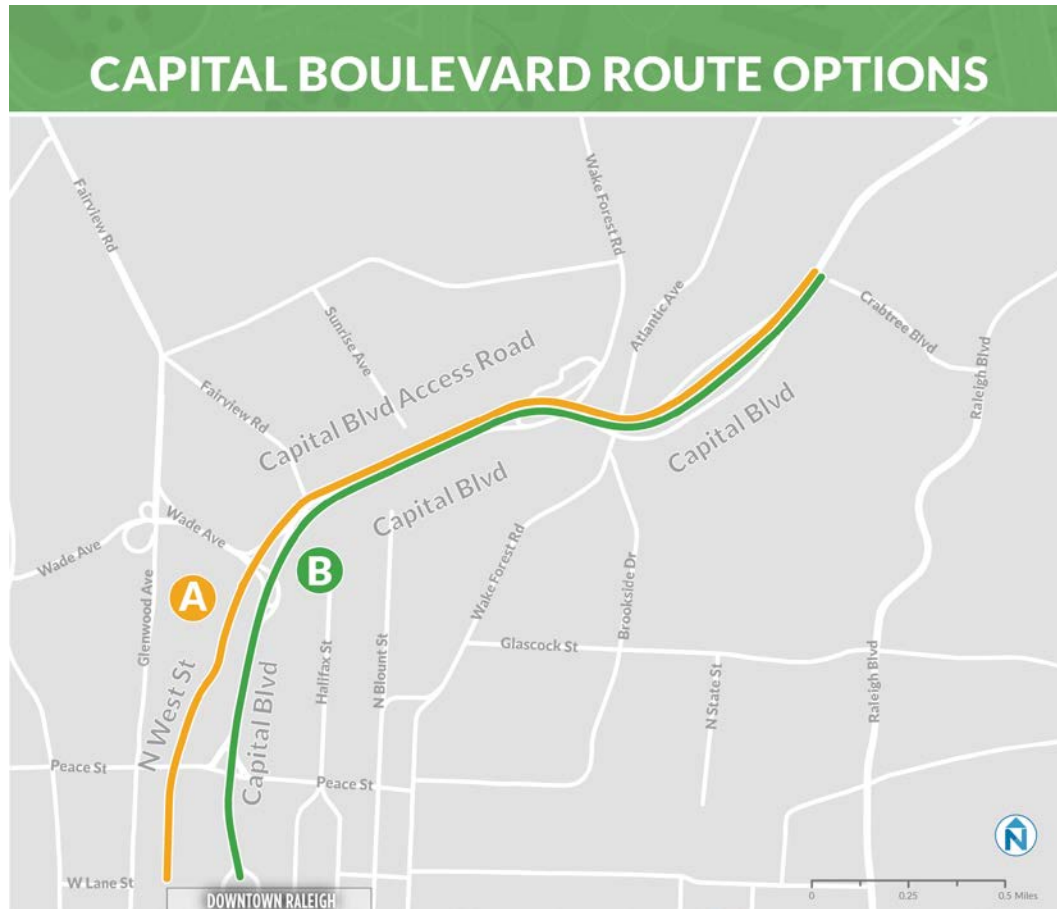 CAPITAL BOULEVARD ROUTE OPTIONS
Fairview Rd
Wake Forest Rd
Atlantic Ave
Crabtree Blvd
Raleigh Blvd
Sunrise Ave
Capital Blvd Access Road
Fairview Rd
Capital Blvd
Capital Blvd
Wade Ave
Wade Ave
A
B
Glenwood Ave
N West St
Capital Blvd
Halifax St
N Blount St
Wake Forest Rd
Brookside Dr
Glascock St
N State St
Raleigh Blvd
Peace St
Peace St
W Lane St
DOWNTOWN RALEIGH
N
0 0.25 0.5 Miles